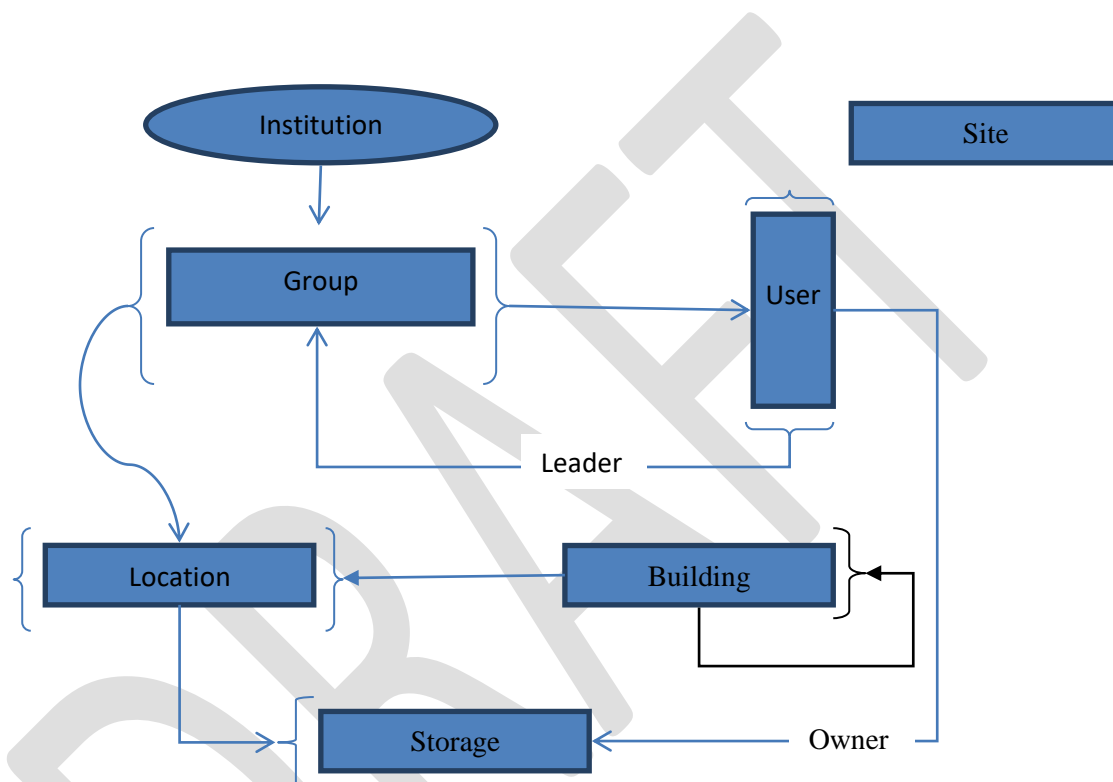 Institution
Site
Group
User
Leader
Location
Building
Storage
Owner
DRAFT